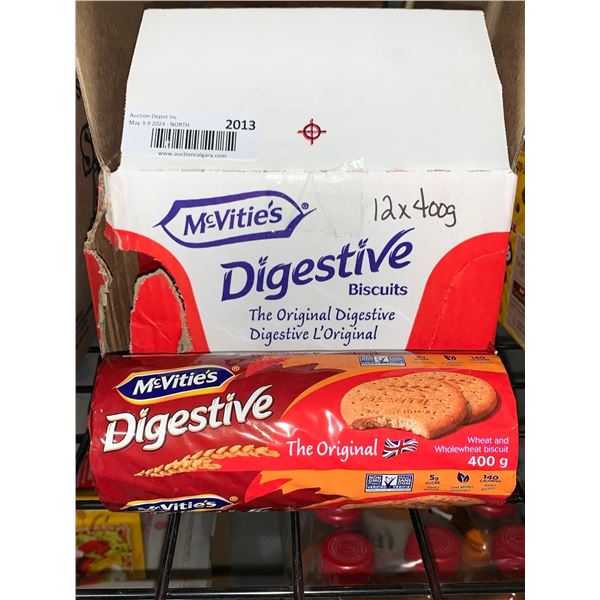 Auction Depot Inc
May 3-9 2024 - NORTH
2013
www.auctioncalgary.com
McVitie's®
12x400g
Digestive
Biscuits
The Original Digestive
Digestive L'Original
McVitie's®
Digestive
The Original
Wheat and
Wholewheat biscuit
400 g
5g
140
McVitie's®